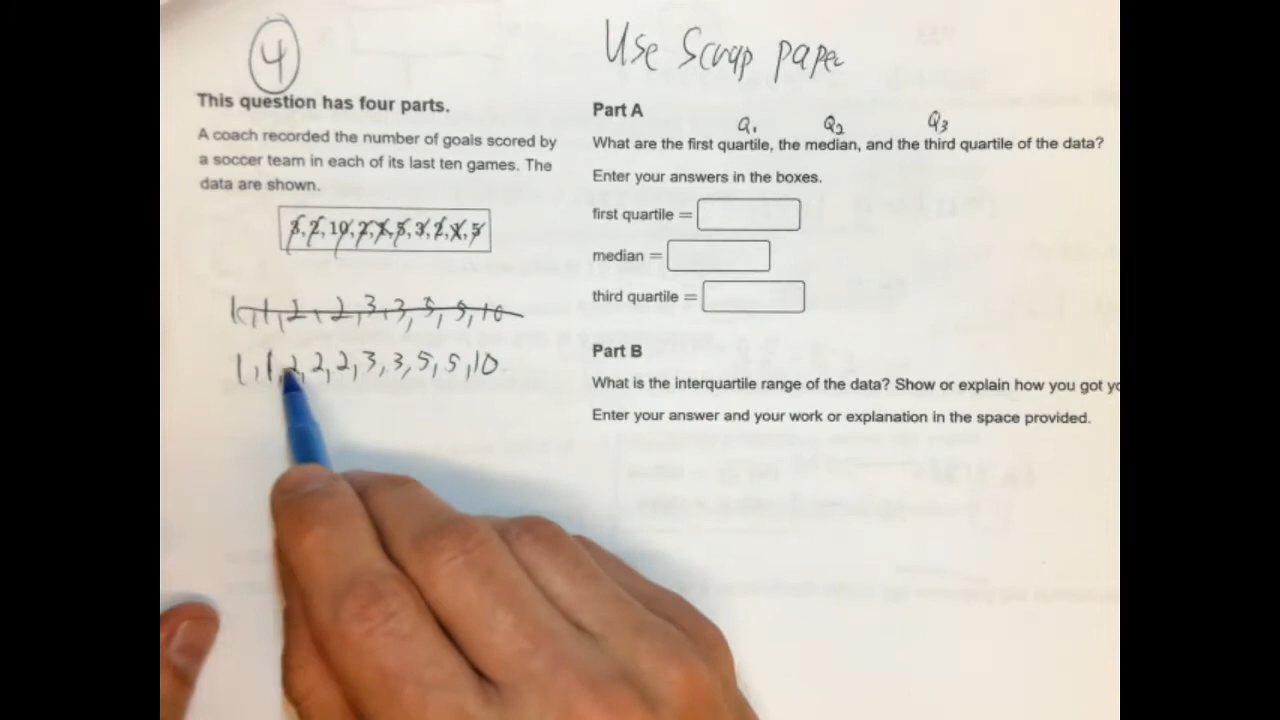 4
Use Scrap paper
This question has four parts.
A coach recorded the number of goals scored by
a soccer team in each of its last ten games. The
data are shown.
3, 2, 10, 2, 1, 5, 3, 2, 1, 5
1, 1, 2, 2, 3, 3, 5, 5, 10
1, 1, 2, 2, 2, 3, 3, 5, 5, 10
Part A
Q1 Q2 Q3
What are the first quartile, the median, and the third quartile of the data?
Enter your answers in the boxes.
first quartile =
median =
third quartile =
Part B
What is the interquartile range of the data? Show or explain how you got yo
Enter your answer and your work or explanation in the space provided.